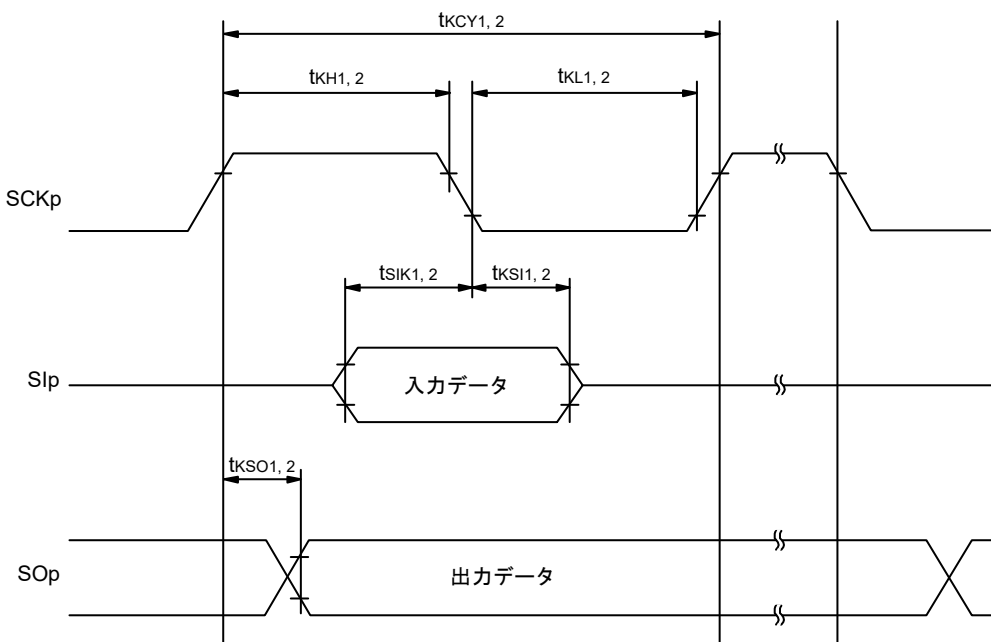 tKCY1, 2
tKH1, 2
tKL1, 2
SCKp
tSIK1, 2
tKSI1, 2
SIp
入力データ
tKSO1, 2
SOp
出力データ